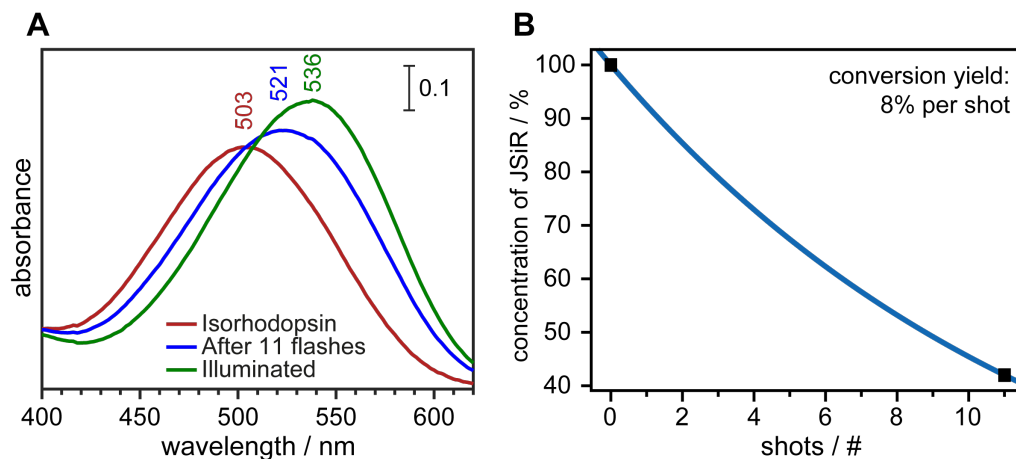 A
503
521
536
0.1
absorbance
Isorhodopsin
After 11 flashes
Illuminated
400
450
500
550
600
wavelength / nm
B
conversion yield:
8% per shot
concentration of JSiR / %
100
90
80
70
60
50
40
0
2
4
6
8
10
shots / #